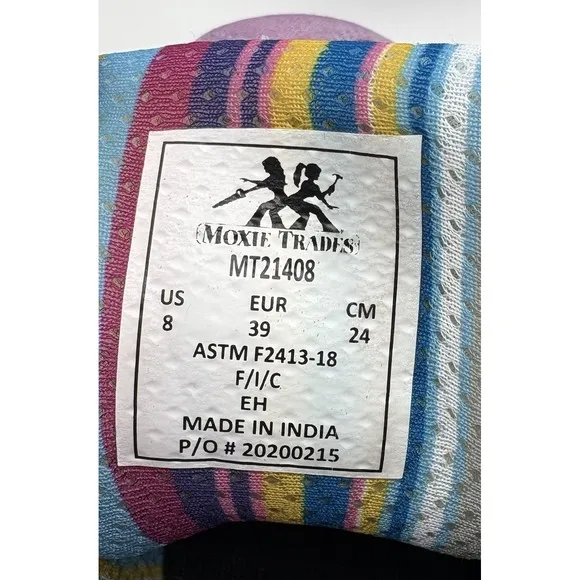 MOXIE TRADES
MT21408
US EUR CM
8 39 24
ASTM F2413-18
F/I/C
EH
MADE IN INDIA
P/O # 20200215